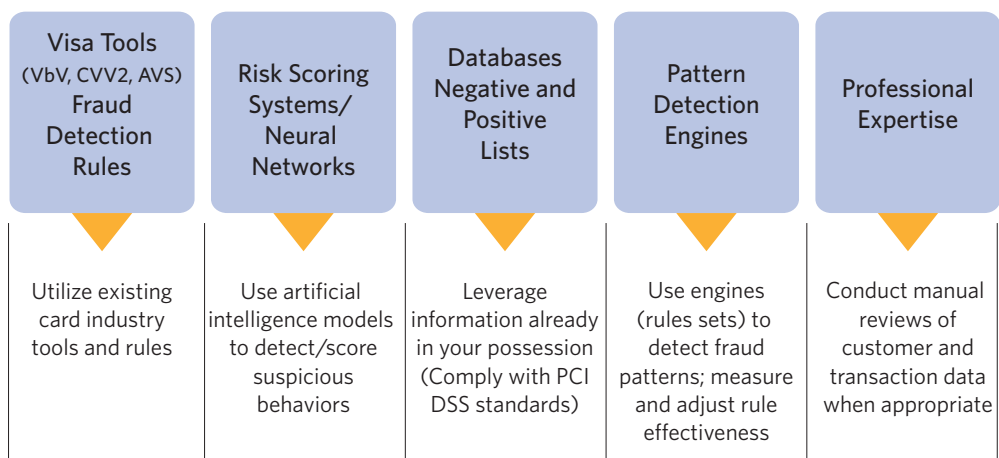 Visa Tools
(VbV, CVV2, AVS)
Fraud
Detection
Rules
Risk Scoring
Systems/
Neural
Networks
Databases
Negative and
Positive
Lists
Pattern
Detection
Engines
Professional
Expertise
Utilize existing
card industry
tools and rules
Use artificial
intelligence models
to detect/score
suspicious
behaviors
Leverage
information already
in your possession
(Comply with PCI
DSS standards)
Use engines
(rules sets) to
detect fraud
patterns; measure
and adjust rule
effectiveness
Conduct manual
reviews of
customer and
transaction data
when appropriate